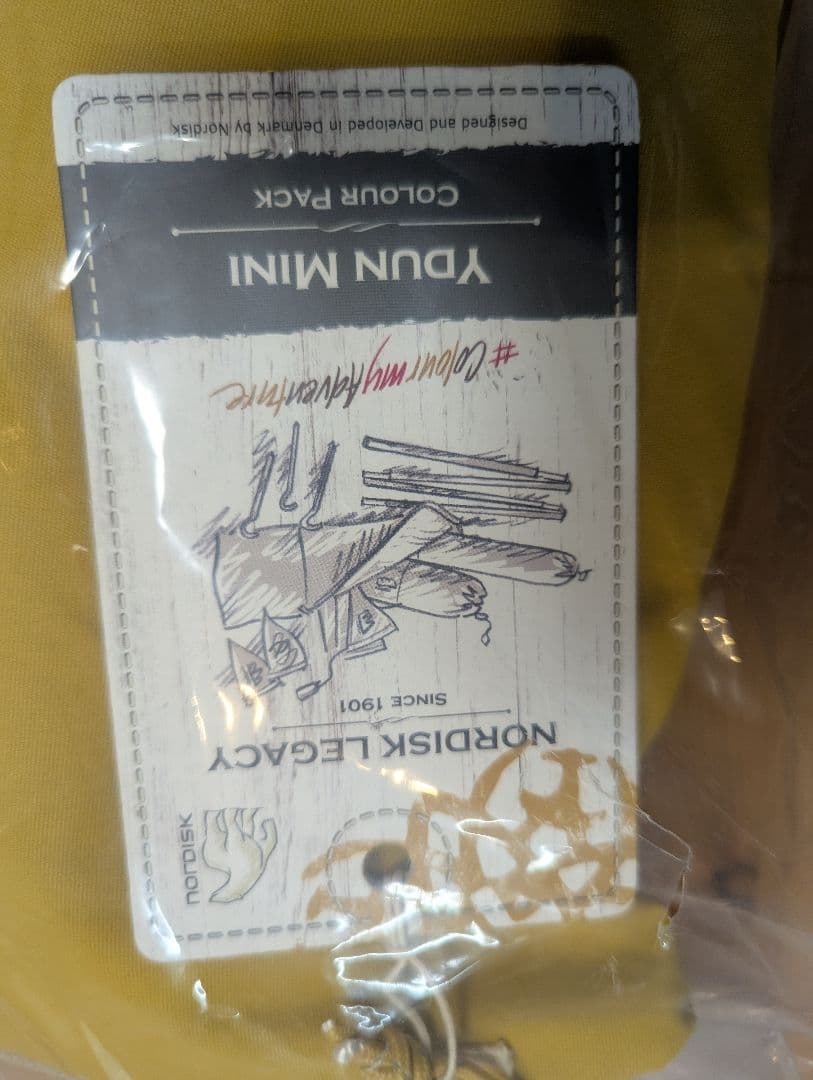 NORDISK
NORDISK LEGACY
SINCE 1901
#ColourmyAdventure
YDUN MINI
COLOUR PACK
Designed and Developed in Denmark by Nordisk